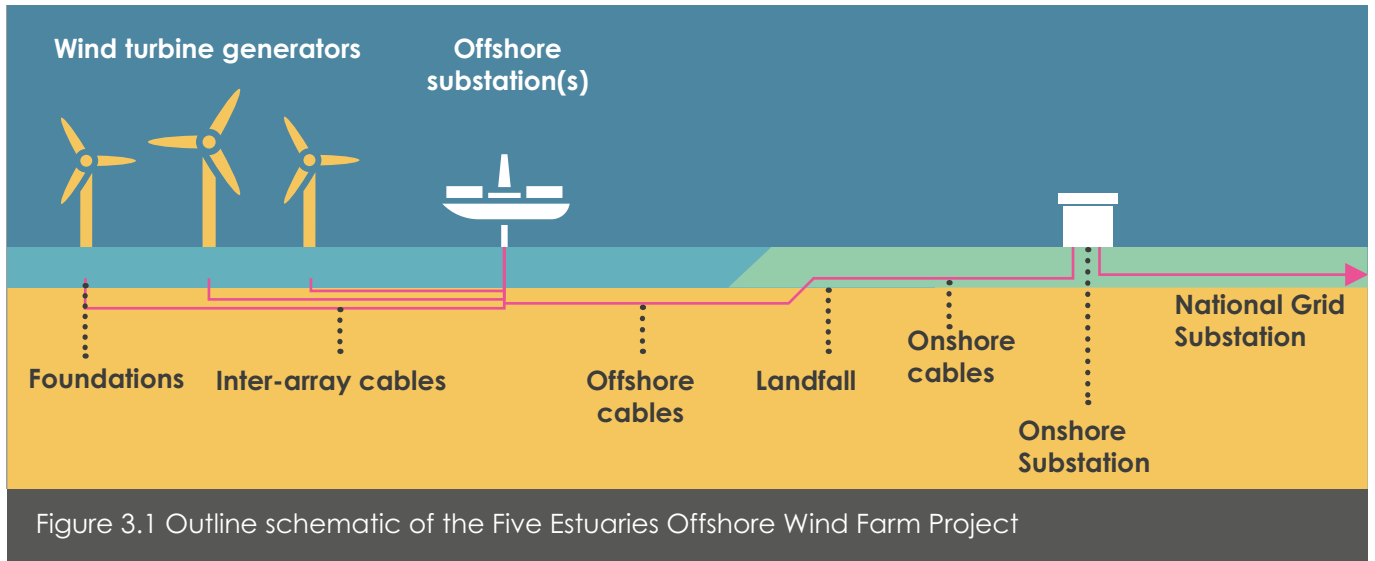 Wind turbine generators
Offshore
substation(s)
National Grid
Substation
Foundations
Inter-array cables
Offshore
cables
Landfall
Onshore
cables
Onshore
Substation
Figure 3.1 Outline schematic of the Five Estuaries Offshore Wind Farm Project